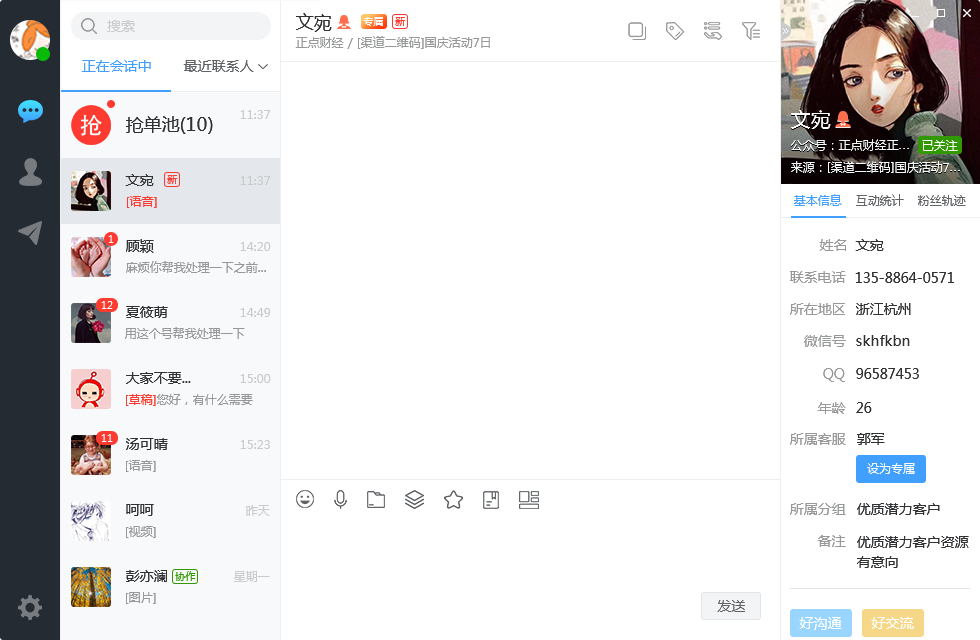 搜索
正在会话中 最近联系人
抢 抢单池(10) 11:37
文宛 新 11:37
[语音]
1 顾颖 14:20
麻烦你帮我处理一下之前...
12 夏筱萌 14:49
用这个号帮我处理一下
大家不要... 15:00
[草稿]您好，有什么需要
11 汤可晴 15:23
[语音]
呵呵 昨天
[视频]
彭亦澜 协作 星期一
[图片]
文宛 专属 新
正点财经 / [渠道二维码]国庆活动7日
发送
文宛
公众号：正点财经正... 已关注
来源：[渠道二维码]国庆活动7...
基本信息 互动统计 粉丝轨迹
姓名 文宛
联系电话 135-8864-0571
所在地区 浙江杭州
微信号 skhfkbn
QQ 96587453
年龄 26
所属客服 郭军
设为专属
所属分组 优质潜力客户
备注 优质潜力客户资源
有意向
好沟通 好交流